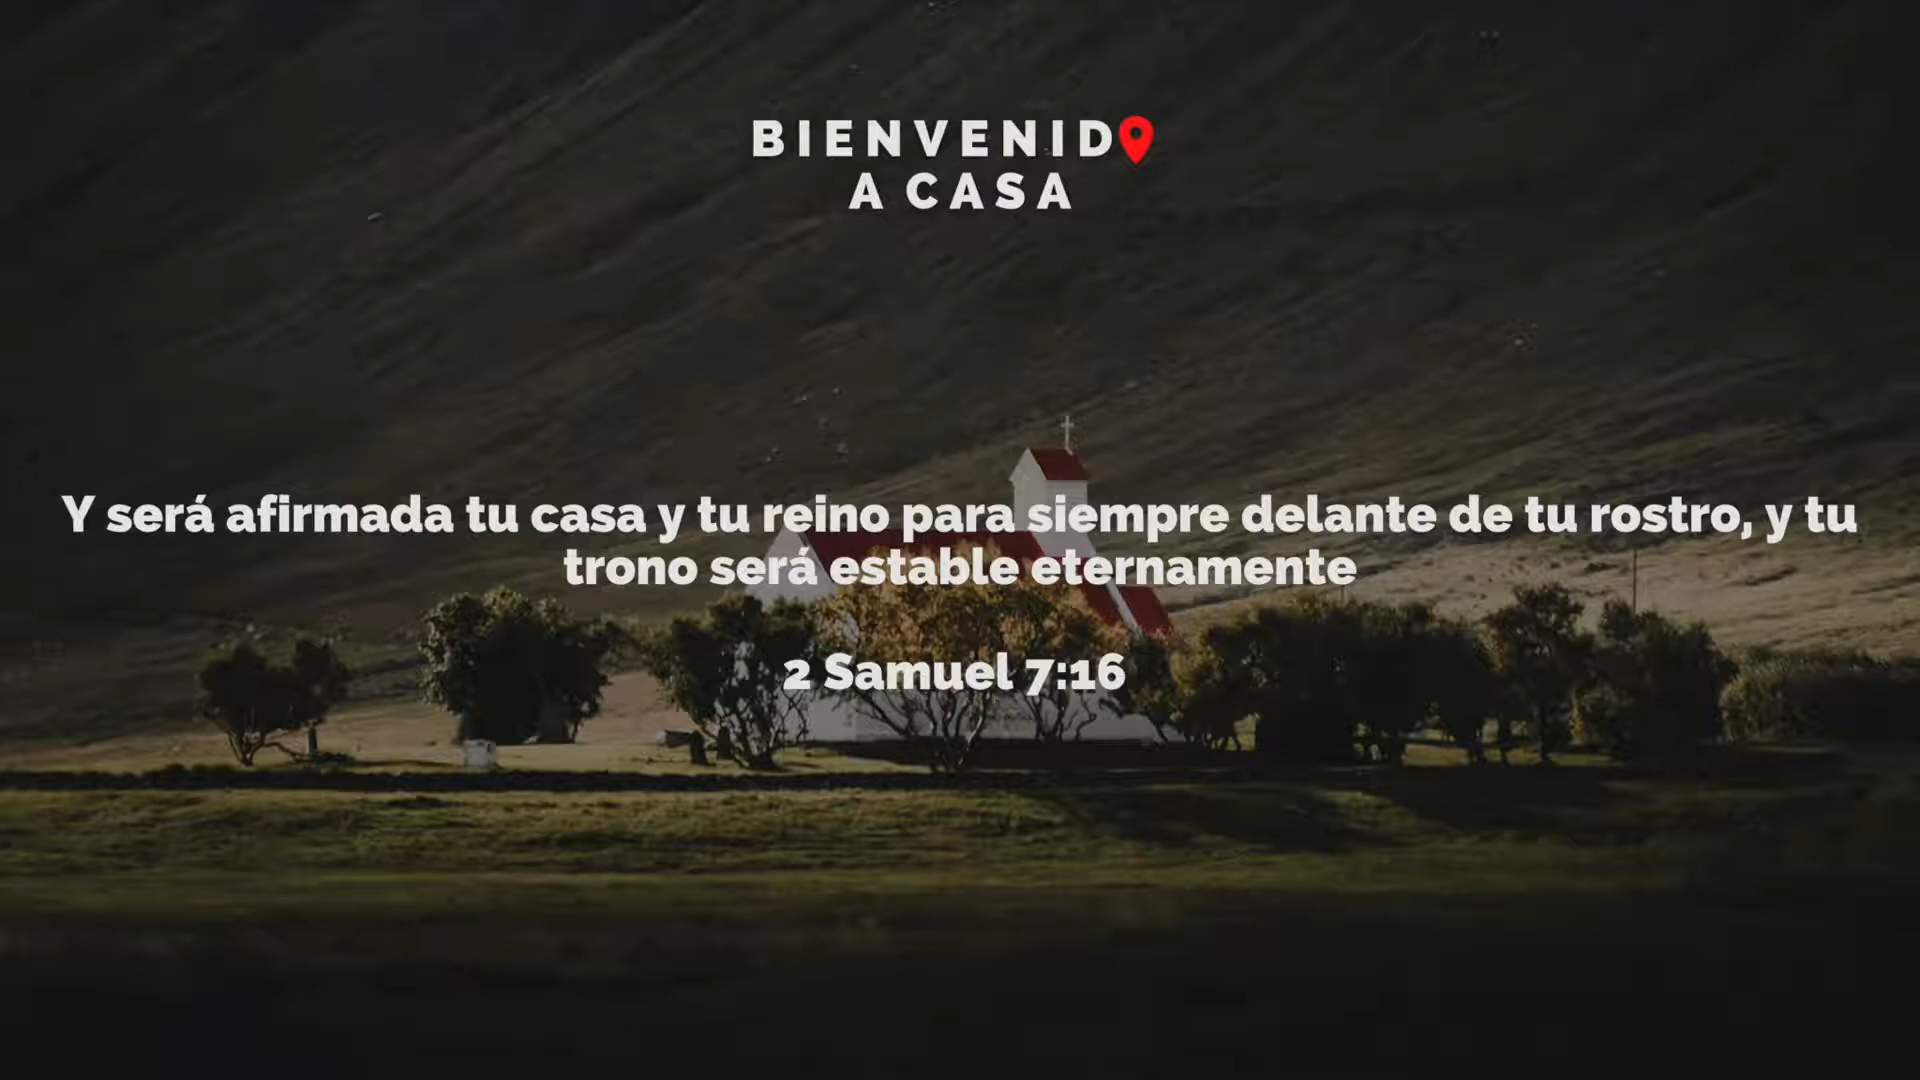 BIENVENID
A CASA
Y será afirmada tu casa y tu reino para siempre delante de tu rostro, y tu
trono será estable eternamente
2 Samuel 7:16